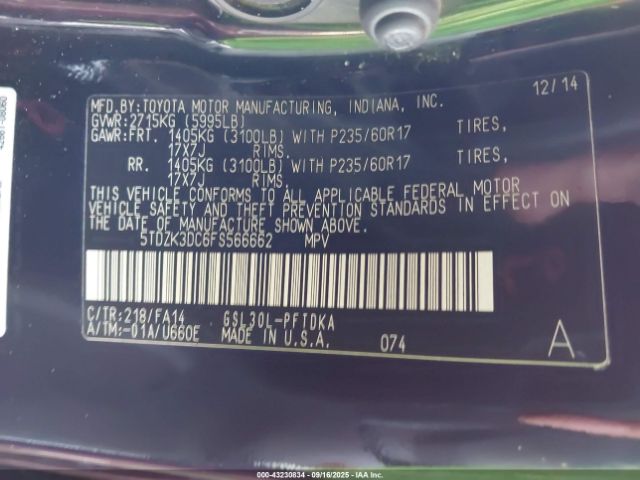 12/14
MFD.BY:TOYOTA MOTOR MANUFACTURING, INDIANA, INC.
GVWR:2715KG (5995LB)
GAWR:FRT. 1405KG (3100LB) WITH P235/60R17 TIRES,
17X7J RIMS.
RR. 1405KG (3100LB) WITH P235/60R17 TIRES,
17X7J RIMS.
THIS VEHICLE CONFORMS TO ALL APPLICABLE FEDERAL MOTOR
VEHICLE SAFETY AND THEFT PREVENTION STANDARDS IN EFFECT ON
THE DATE OF MANUFACTURE SHOWN ABOVE.
5TDZK3DC6FS566662 MPV
C/TR:218/FA14 GSL30L-PFTDKA
A/TM:-01A/U660E MADE IN U.S.A. 074 A
000-43230834 - 09/16/2025 - IAAI.COM